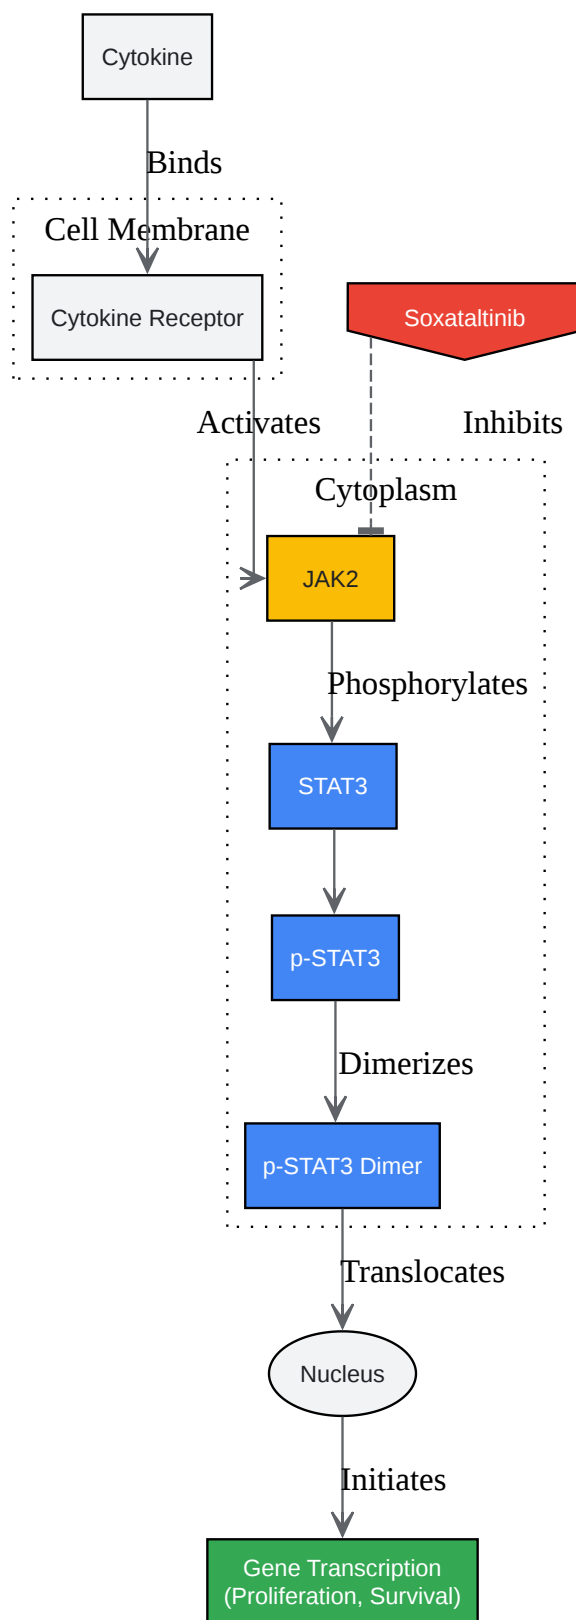 Cytokine
Binds
Cell Membrane
Cytokine Receptor
Soxataltinib
Activates
Inhibits
Cytoplasm
JAK2
Phosphorylates
STAT3
p-STAT3
Dimerizes
p-STAT3 Dimer
Translocates
Nucleus
Initiates
Gene Transcription
(Proliferation, Survival)